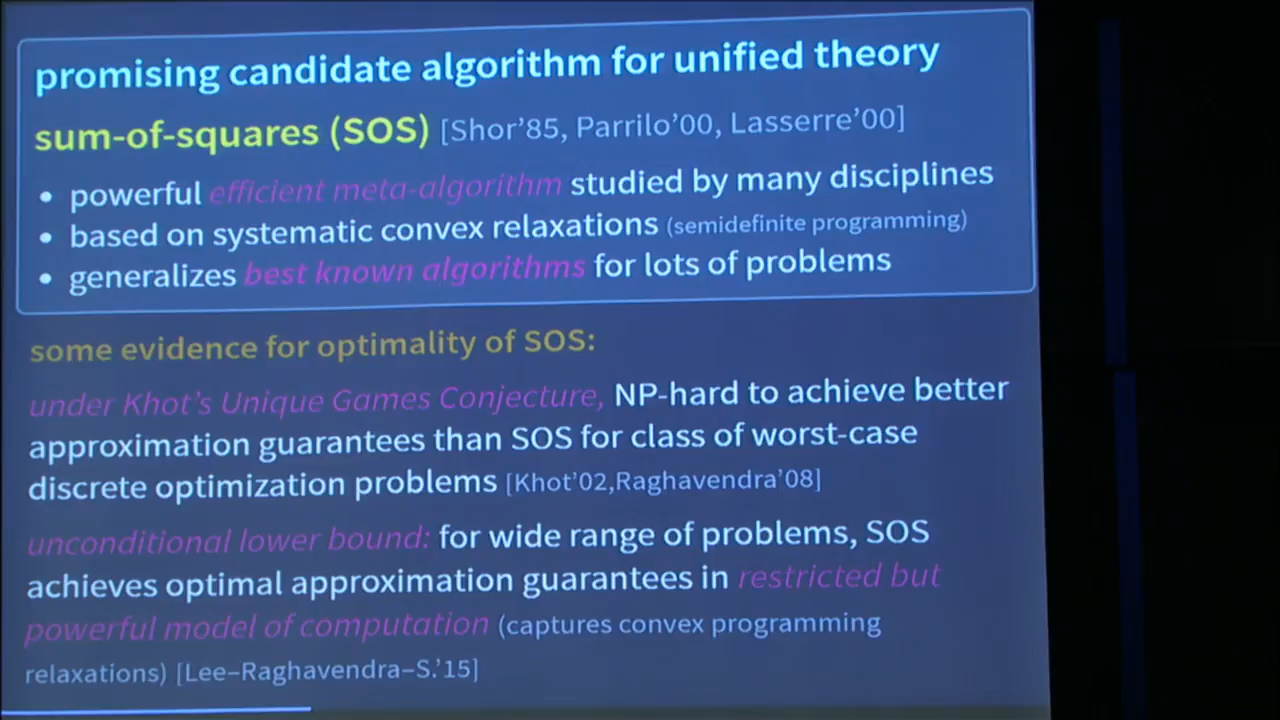 promising candidate algorithm for unified theory
sum-of-squares (SOS) [Shor’85, Parrilo’00, Lasserre’00]
• powerful efficient meta-algorithm studied by many disciplines
• based on systematic convex relaxations (semidefinite programming)
• generalizes best known algorithms for lots of problems
some evidence for optimality of SOS:
under Khot’s Unique Games Conjecture, NP-hard to achieve better
approximation guarantees than SOS for class of worst-case
discrete optimization problems [Khot’02,Raghavendra’08]
unconditional lower bound: for wide range of problems, SOS
achieves optimal approximation guarantees in restricted but
powerful model of computation (captures convex programming
relaxations) [Lee–Raghavendra–S.’15]